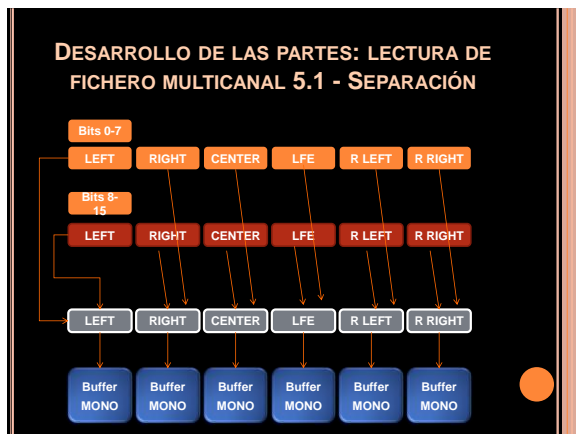 DESARROLLO DE LAS PARTES: LECTURA DE
FICHERO MULTICANAL 5.1 - SEPARACIÓN
Bits 0-7
LEFT RIGHT CENTER LFE R LEFT R RIGHT
Bits 8-
15
LEFT RIGHT CENTER LFE R LEFT R RIGHT
LEFT RIGHT CENTER LFE R LEFT R RIGHT
Buffer Buffer Buffer Buffer Buffer Buffer
MONO MONO MONO MONO MONO MONO